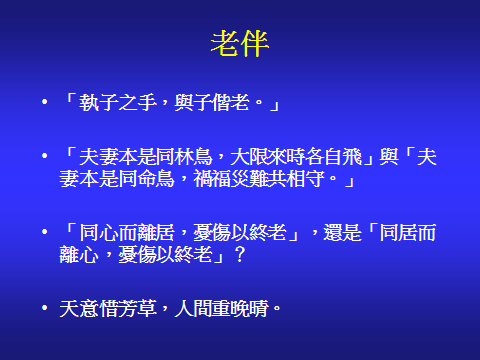 老伴
• 「執子之手，與子偕老。」
• 「夫妻本是同林鳥，大限來時各自飛」與「夫
妻本是同命鳥，禍福災難共相守。」
• 「同心而離居，憂傷以終老」，還是「同居而
離心，憂傷以終老」？
• 天意惜芳草，人間重晚晴。